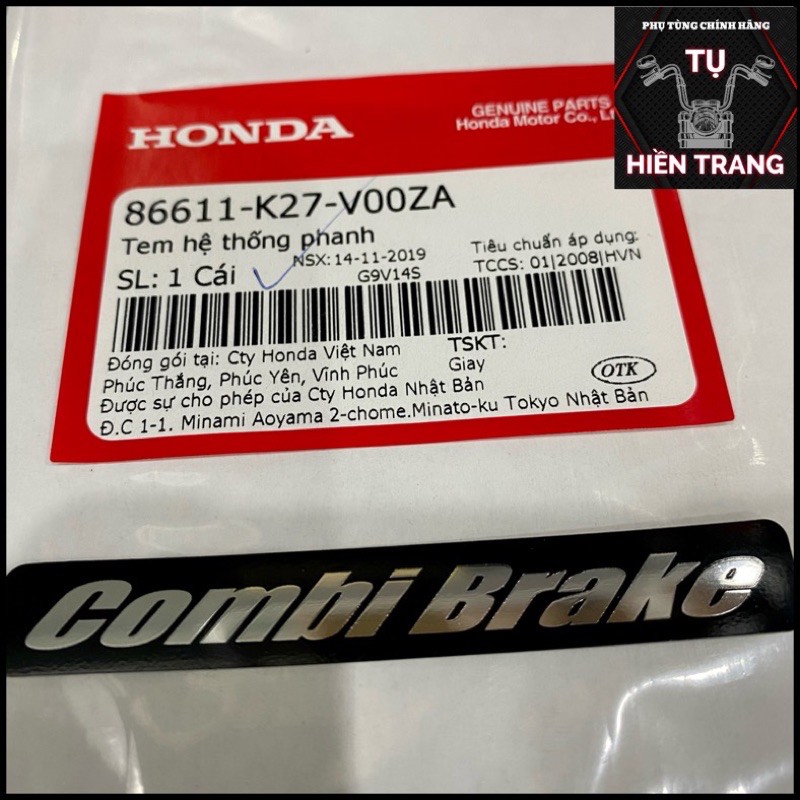 PHỤ TÙNG CHÍNH HÃNG
TỤ
HIỀN TRANG
HONDA
GENUINE PARTS
Honda Motor Co.,
86611-K27-V00ZA
Tem hệ thống phanh
SL: 1 Cái
NSX: 14-11-2019
G9V14S
Tiêu chuẩn áp dụng:
TCCS: 01|2008|HVN
Đóng gói tại: Cty Honda Việt Nam
Phúc Thắng, Phúc Yên, Vĩnh Phúc
TSKT:
Giay
OTK
Được sự cho phép của Cty Honda Nhật Bản
Đ.C 1-1. Minami Aoyama 2-chome.Minato-ku Tokyo Nhật Bản
Combi Brake